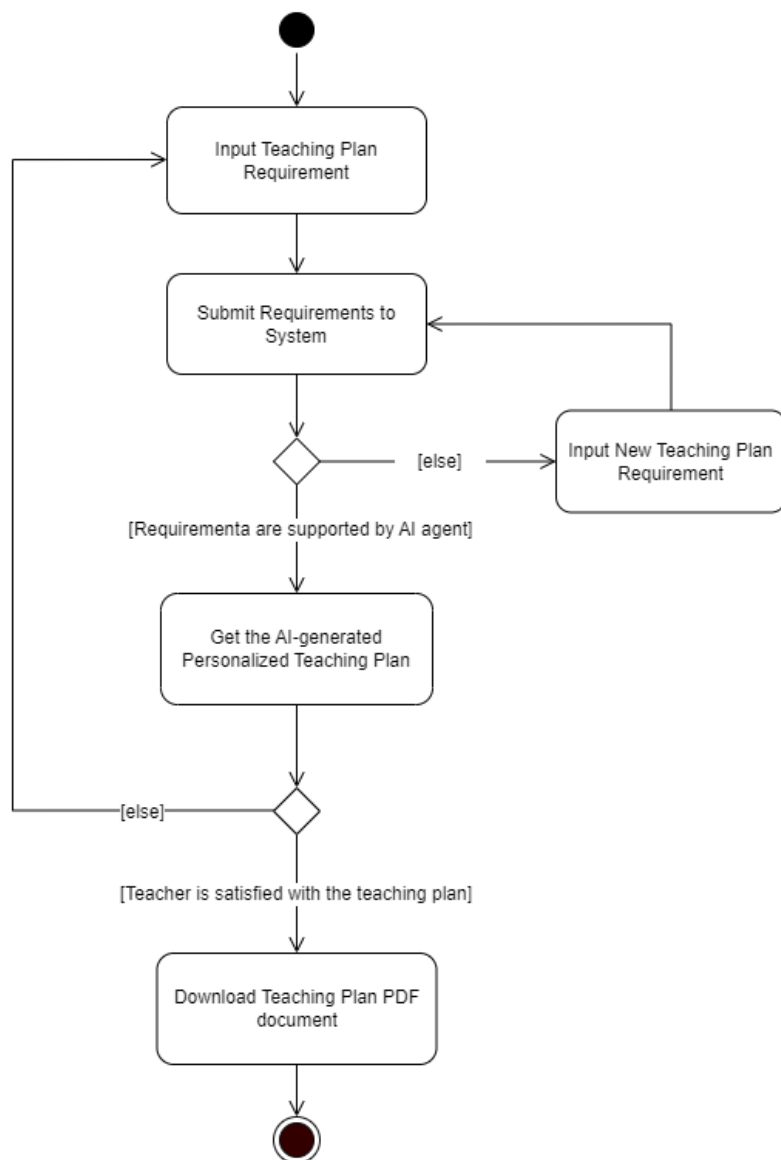 Input Teaching Plan
Requirement
Submit Requirements to
System
[else]
Input New Teaching Plan
Requirement
[Requirementa are supported by AI agent]
Get the AI-generated
Personalized Teaching Plan
[else]
[Teacher is satisfied with the teaching plan]
Download Teaching Plan PDF
document